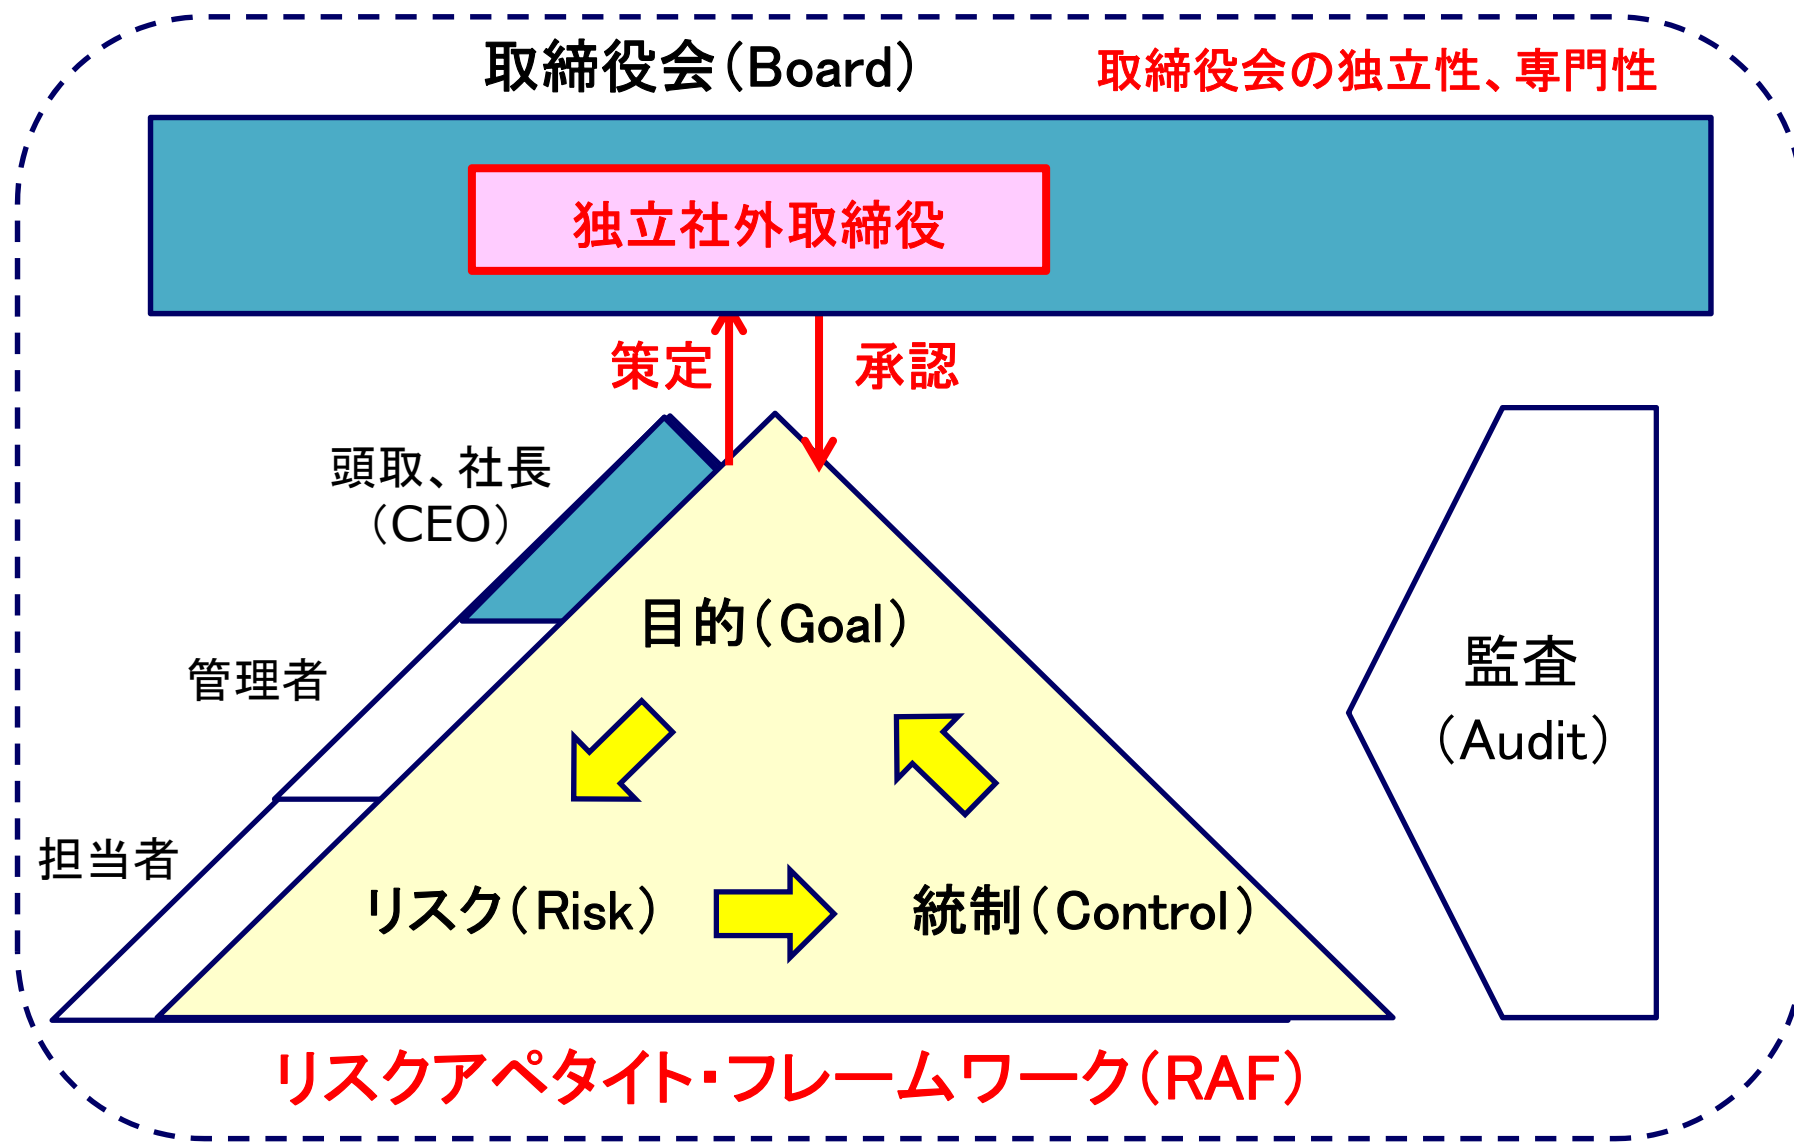 取締役会(Board)
取締役会の独立性、専門性
独立社外取締役
策定
承認
頭取、社長
(CEO)
目的(Goal)
管理者
監査
(Audit)
担当者
リスク(Risk)
統制(Control)
リスクアペタイト・フレームワーク(RAF)